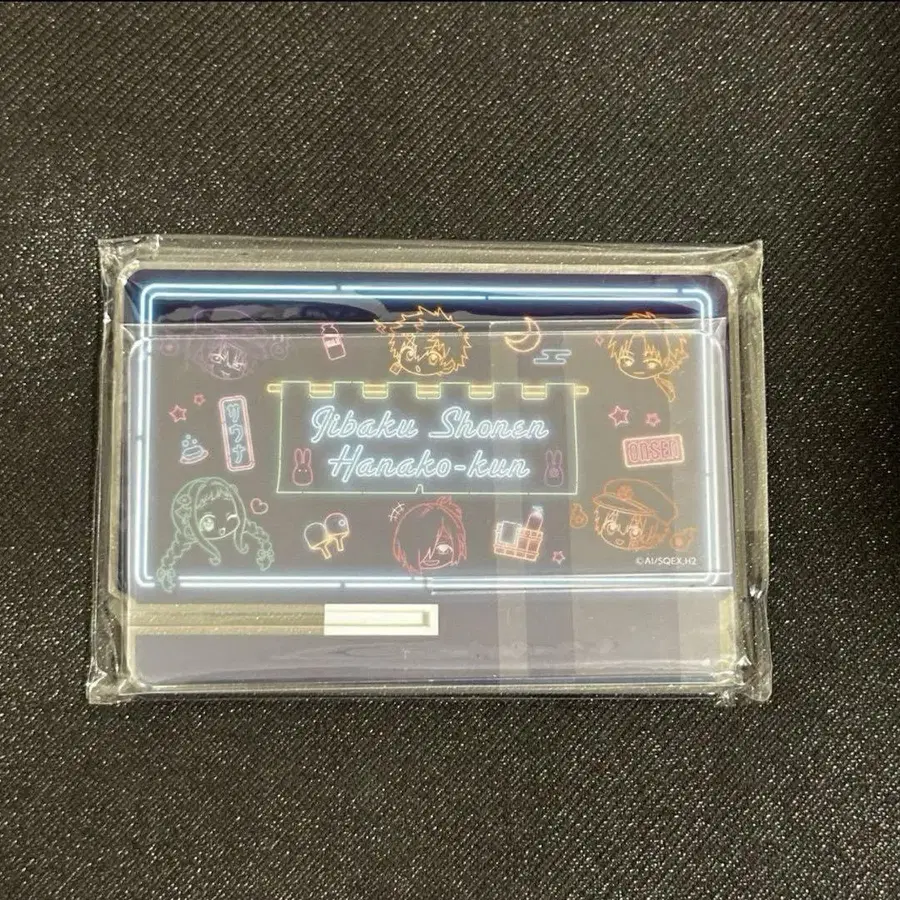 サウナ
Jibaku Shonen
Hanako-kun
ONSEN
©AI/SQEX,H2